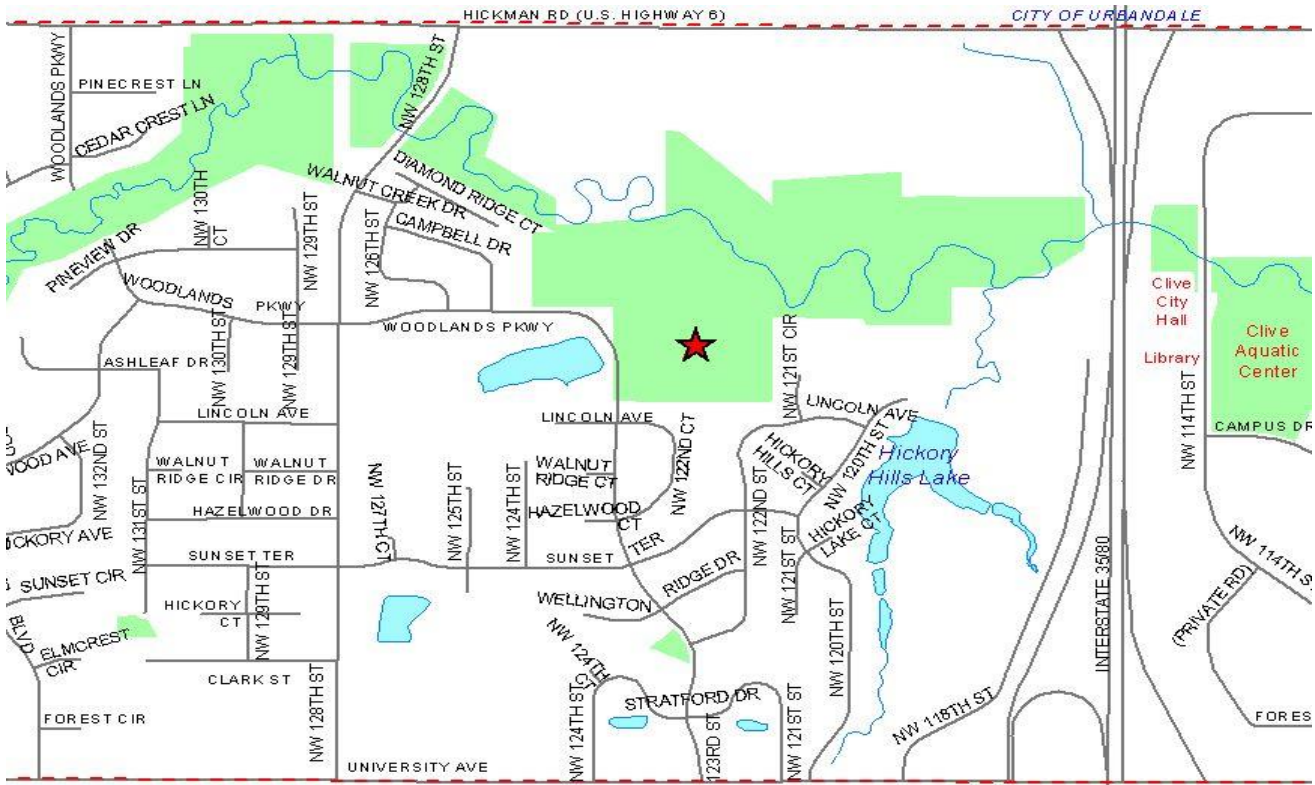 HICKMAN RD (U.S. HIGHWAY 6)
CITY OF URBANDALE
WOODLANDS PKWY
PINECREST LN
CEDAR CREST LN
NW 128TH ST
DIAMOND RIDGE CT
WALNUT CREEK DR
CAMPBELL DR
NW 130TH
CT
NW 129TH ST
NW 126TH ST
PINEVIEW DR
WOODLANDS
PKWY
WOODLANDS PKWY
Clive
City
Hall
Library
Clive
Aquatic
Center
NW 114TH ST
ASHLEAF DR
NW 130TH ST
NW 129TH ST
NW 121ST CIR
LINCOLN AVE
LINCOLN AVE
LINCOLN AVE
CAMPUS DR
NW 132ND ST
WALNUT
RIDGE CIR
WALNUT
RIDGE DR
WALNUT
RIDGE CT
NW 122ND CT
HICKORY
HILLS CT
NW 120TH ST
Hickory
Hills Lake
NW 131ST ST
HAZELWOOD DR
NW 127TH CT
NW 125TH ST
NW 124TH ST
HAZELWOOD
CT
NW 122ND ST
HICKORY
LAKE CT
SUNSET TER
SUNSET
TER
NW 114TH ST
SUNSET CIR
HICKORY
CT
NW 129TH ST
RIDGE DR
WELLINGTON
NW 121ST ST
NW 120TH ST
INTERSTATE 35/80
(PRIVATE RD)
BLVD
ELMCREST
CIR
NW 124TH
CT
CLARK ST
STRATFORD DR
NW 128TH ST
NW 124TH ST
123RD ST
NW 121ST ST
NW 118TH ST
FOREST CIR
FORES
UNIVERSITY AVE